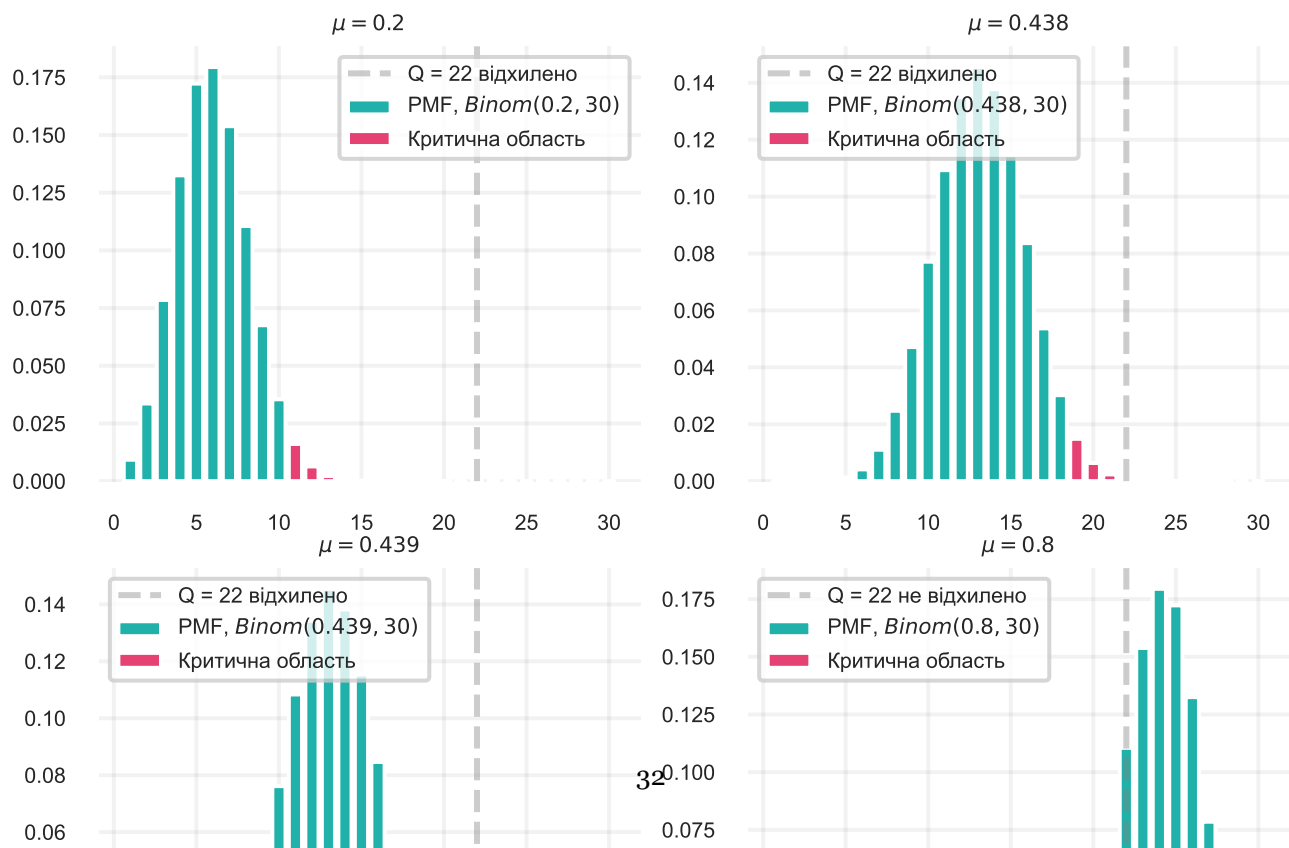 μ = 0.2
Q = 22 відхилено
PMF, Binom(0.2, 30)
Критична область
0.175
0.150
0.125
0.100
0.075
0.050
0.025
0.000
0 5 10 15 20 25 30
μ = 0.438
Q = 22 відхилено
PMF, Binom(0.438, 30)
Критична область
0.14
0.12
0.10
0.08
0.06
0.04
0.02
0.00
0 5 10 15 20 25 30
μ = 0.439
Q = 22 відхилено
PMF, Binom(0.439, 30)
Критична область
0.14
0.12
0.10
0.08
0.06
μ = 0.8
Q = 22 не відхилено
PMF, Binom(0.8, 30)
Критична область
0.175
0.150
0.125
0.100
0.075
32